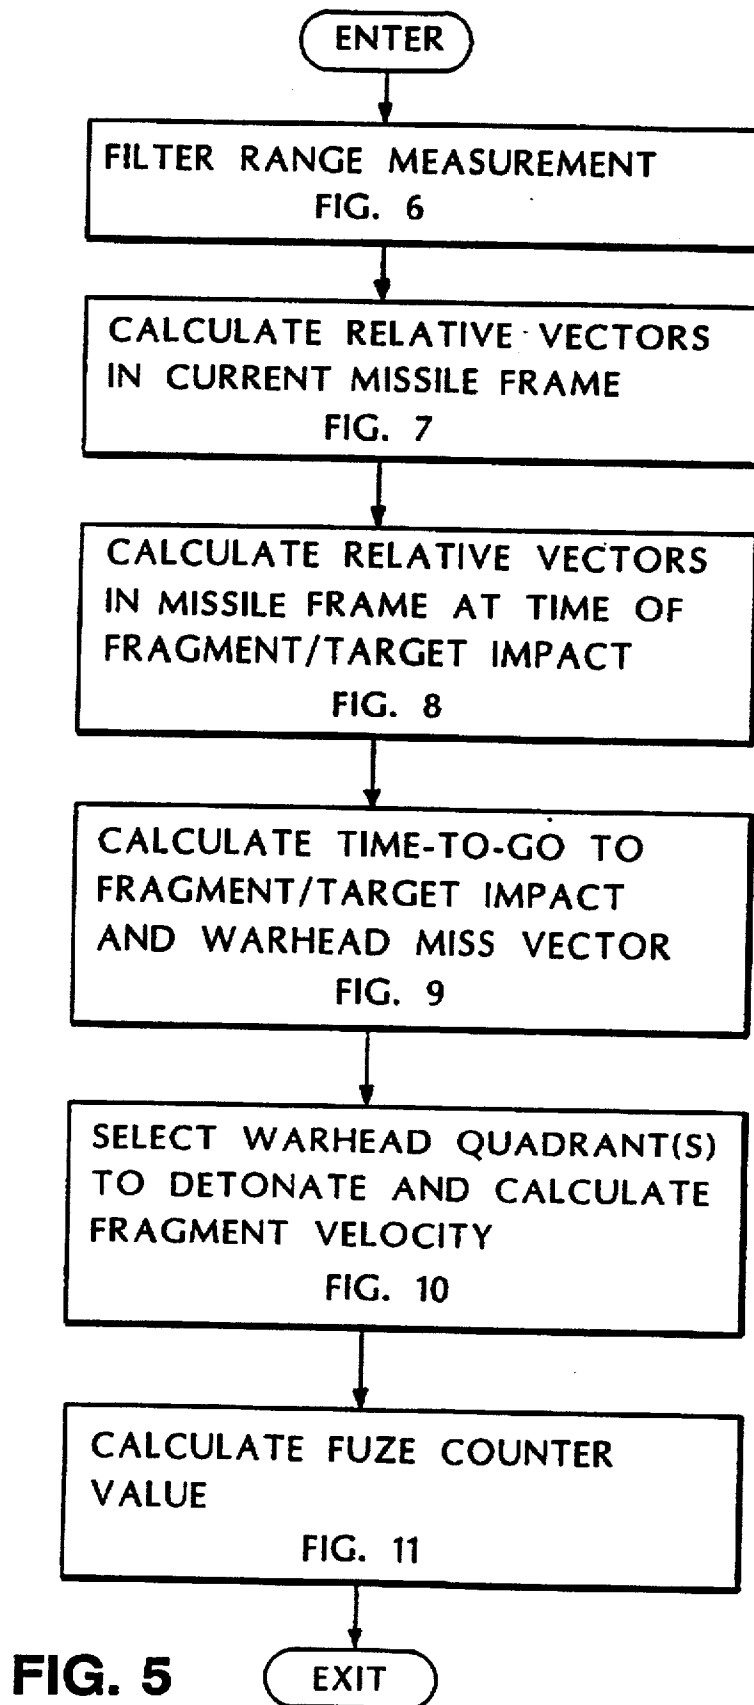 ENTER
FILTER RANGE MEASUREMENT
FIG. 6
CALCULATE RELATIVE VECTORS
IN CURRENT MISSILE FRAME
FIG. 7
CALCULATE RELATIVE VECTORS
IN MISSILE FRAME AT TIME OF
FRAGMENT/TARGET IMPACT
FIG. 8
CALCULATE TIME-TO-GO TO
FRAGMENT/TARGET IMPACT
AND WARHEAD MISS VECTOR
FIG. 9
SELECT WARHEAD QUADRANT(S)
TO DETONATE AND CALCULATE
FRAGMENT VELOCITY
FIG. 10
CALCULATE FUZE COUNTER
VALUE
FIG. 11
FIG. 5
EXIT